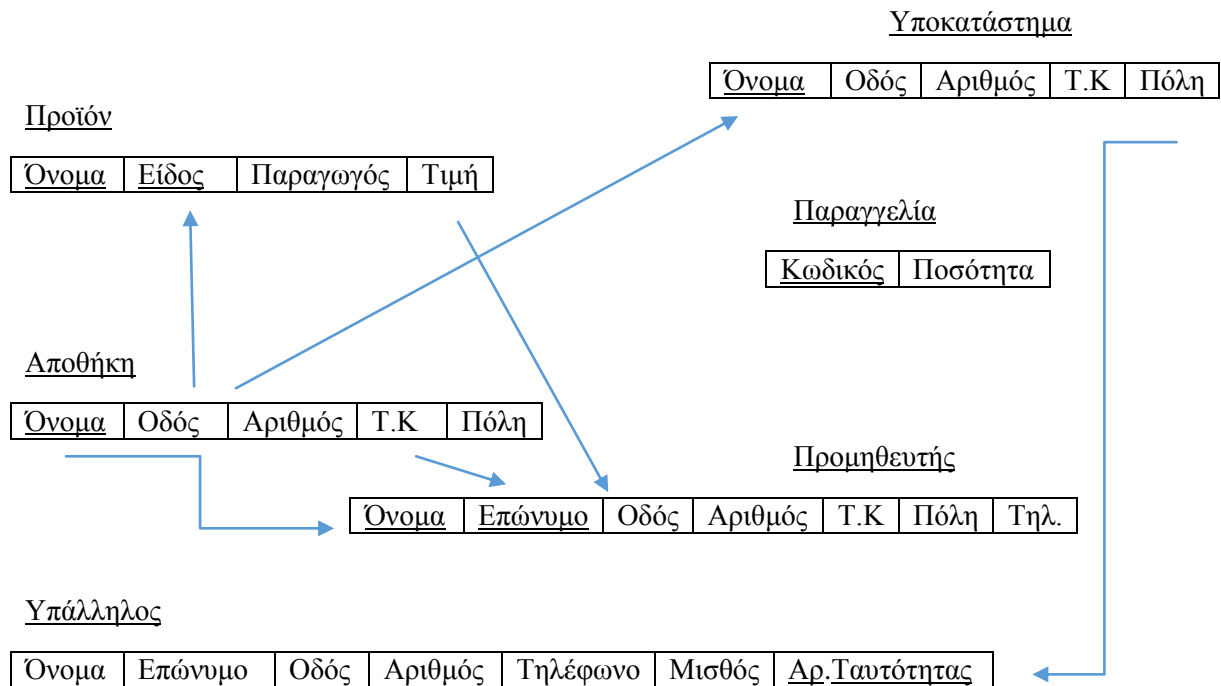 Υποκατάστημα
Όνομα Οδός Αριθμός Τ.Κ Πόλη
Προϊόν
Όνομα Είδος Παραγωγός Τιμή
Παραγγελία
Κωδικός Ποσότητα
Αποθήκη
Όνομα Οδός Αριθμός Τ.Κ Πόλη
Προμηθευτής
Όνομα Επώνυμο Οδός Αριθμός Τ.Κ Πόλη Τηλ.
Υπάλληλος
Όνομα Επώνυμο Οδός Αριθμός Τηλέφωνο Μισθός Αρ.Ταυτότητας